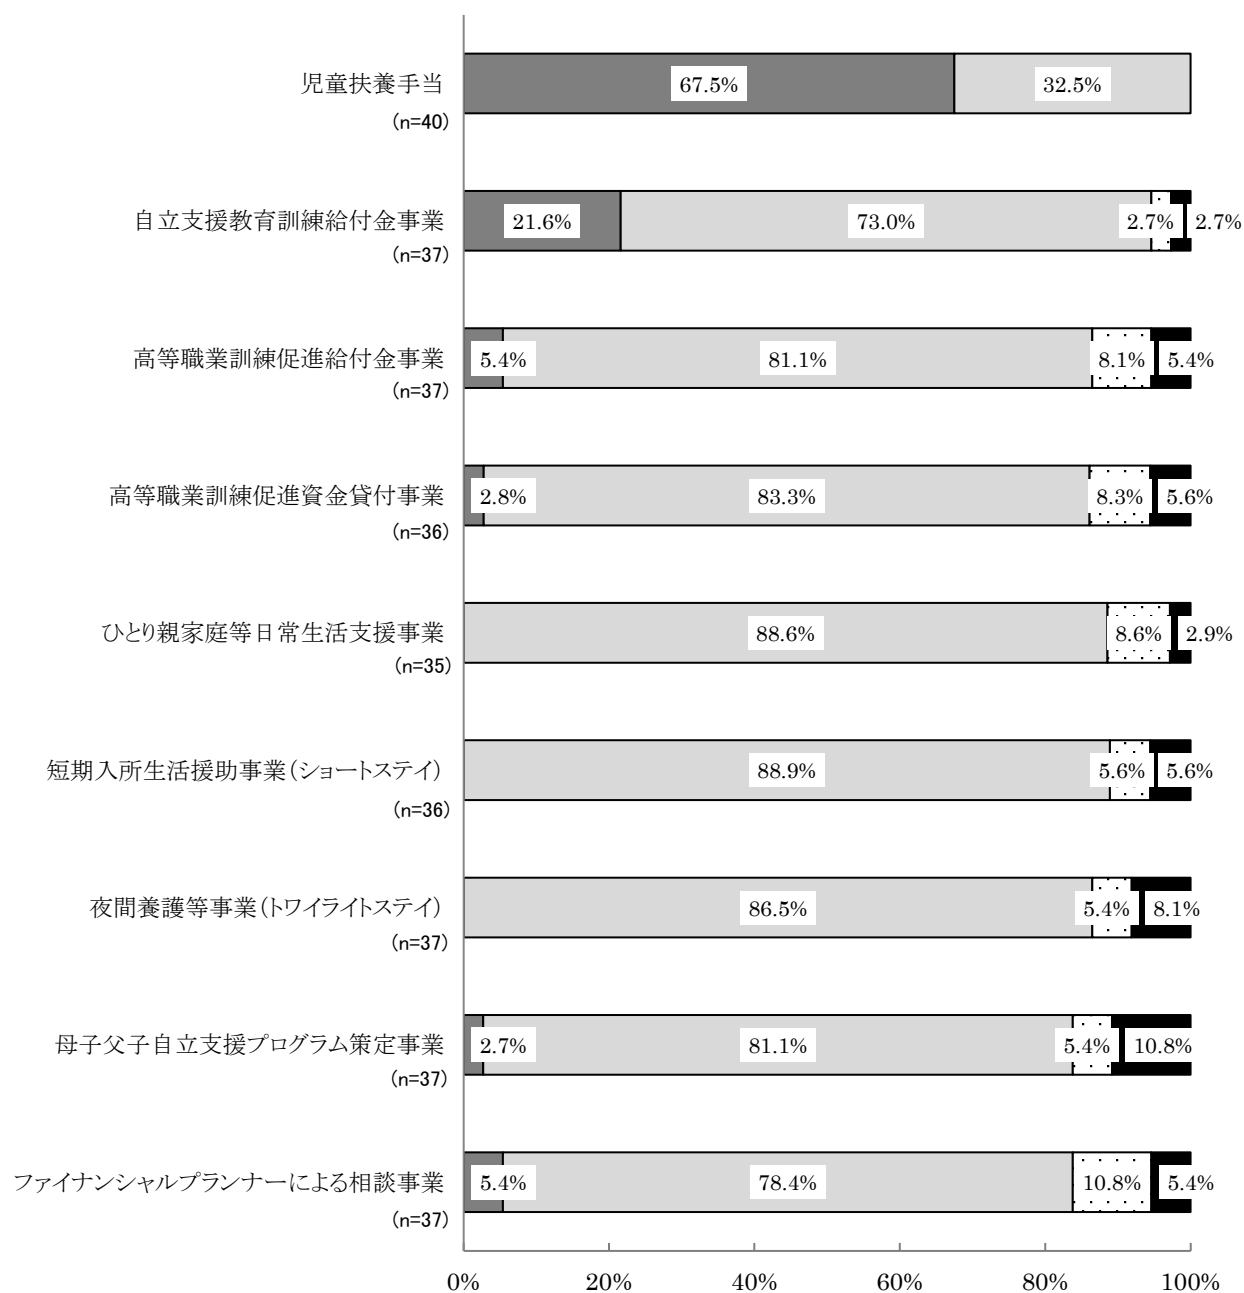 児童扶養手当 67.5% 32.5%
(n=40)
自立支援教育訓練給付金事業 21.6% 73.0% 2.7% 2.7%
(n=37)
高等職業訓練促進給付金事業 5.4% 81.1% 8.1% 5.4%
(n=37)
高等職業訓練促進資金貸付事業 2.8% 83.3% 8.3% 5.6%
(n=36)
ひとり親家庭等日常生活支援事業 88.6% 8.6% 2.9%
(n=35)
短期入所生活援助事業(ショートステイ) 88.9% 5.6% 5.6%
(n=36)
夜間養護等事業(トワイライトステイ) 86.5% 5.4% 8.1%
(n=37)
母子父子自立支援プログラム策定事業 2.7% 81.1% 5.4% 10.8%
(n=37)
ファイナンシャルプランナーによる相談事業 5.4% 78.4% 10.8% 5.4%
(n=37)
0% 20% 40% 60% 80% 100%